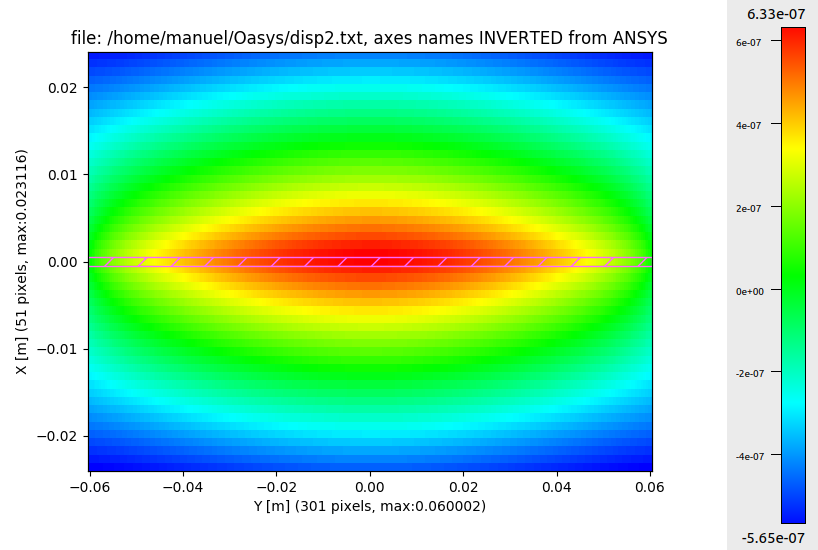 file: /home/manuel/Oasys/disp2.txt, axes names INVERTED from ANSYS
6.33e-07
6e-07
4e-07
2e-07
0e+00
-2e-07
-4e-07
-5.65e-07
X [m] (51 pixels, max:0.023116)
0.02
0.01
0.00
−0.01
−0.02
−0.06
−0.04
−0.02
0.00
0.02
0.04
0.06
Y [m] (301 pixels, max:0.060002)